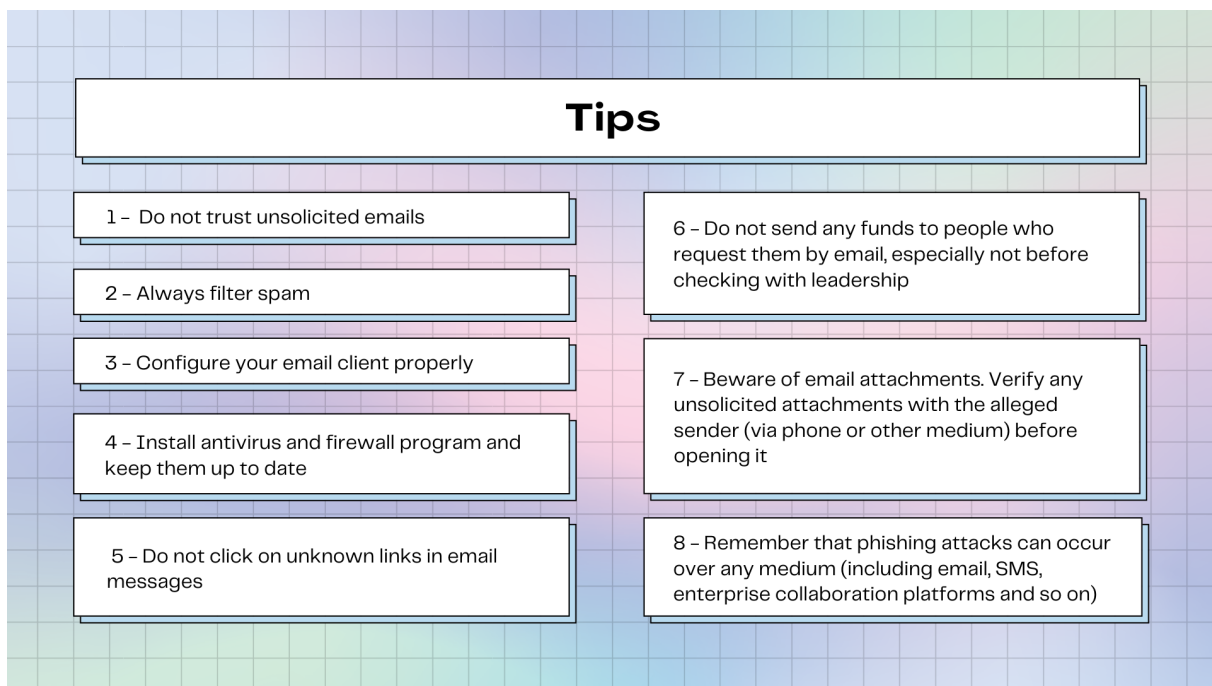 Tips
1 - Do not trust unsolicited emails
2 - Always filter spam
3 - Configure your email client properly
4 - Install antivirus and firewall program and
keep them up to date
5 - Do not click on unknown links in email
messages
6 - Do not send any funds to people who
request them by email, especially not before
checking with leadership
7 - Beware of email attachments. Verify any
unsolicited attachments with the alleged
sender (via phone or other medium) before
opening it
8 - Remember that phishing attacks can occur
over any medium (including email, SMS,
enterprise collaboration platforms and so on)